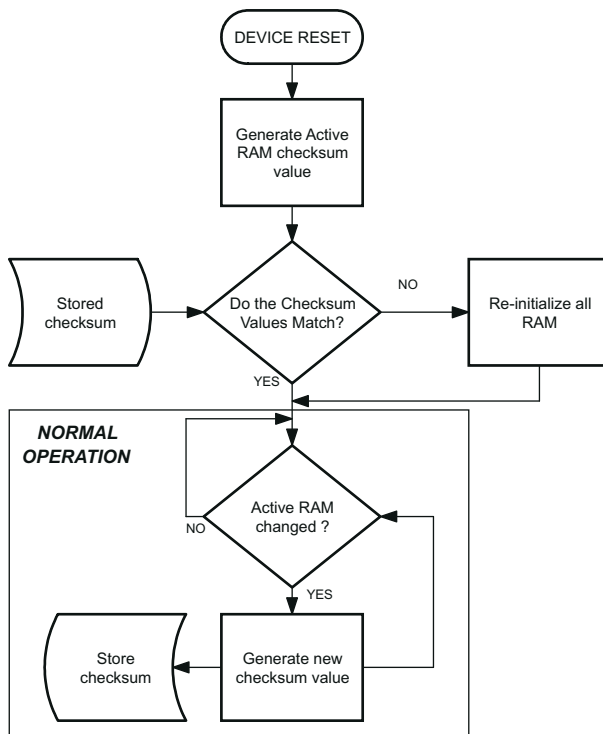 DEVICE RESET
Generate Active
RAM checksum
value
Stored
checksum
Do the Checksum
Values Match?
NO
Re-initialize all
RAM
YES
NORMAL
OPERATION
Active RAM
changed ?
NO
YES
Store
checksum
Generate new
checksum value